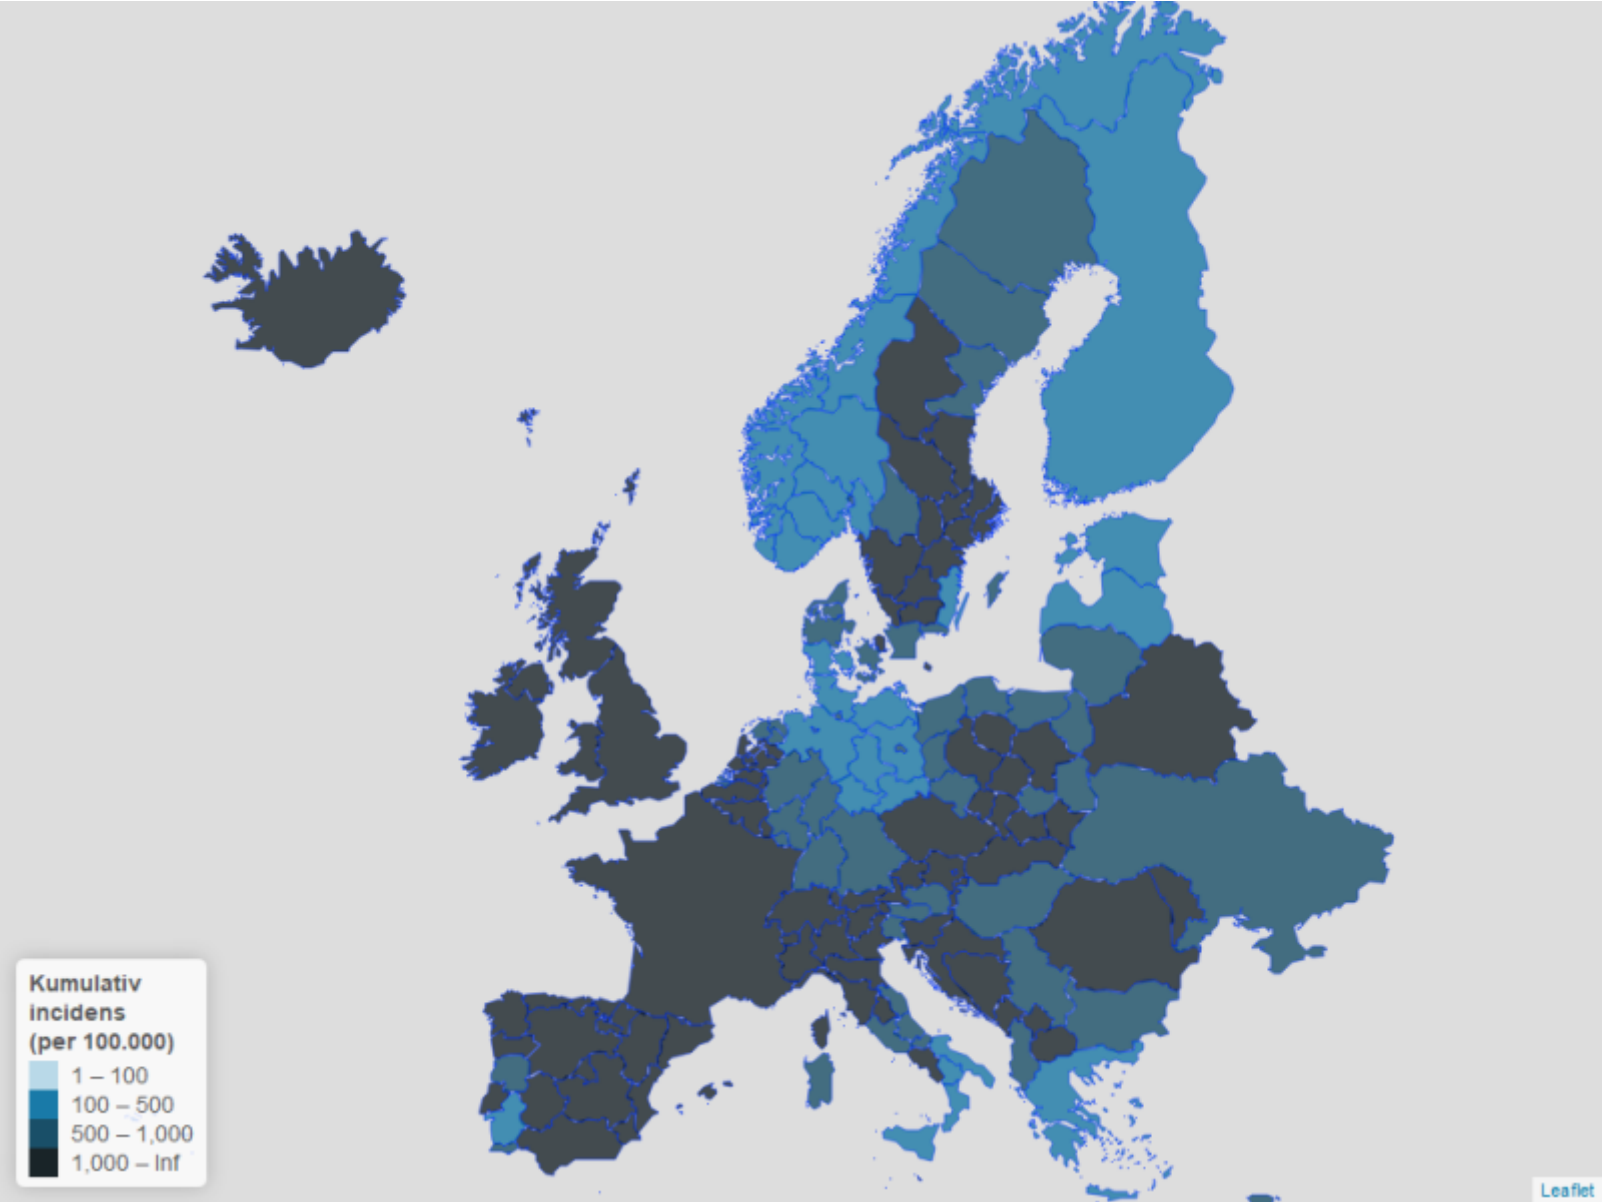 Kumulativ
incidens
(per 100.000)
1 – 100
100 – 500
500 – 1,000
1,000 – Inf
Leaflet